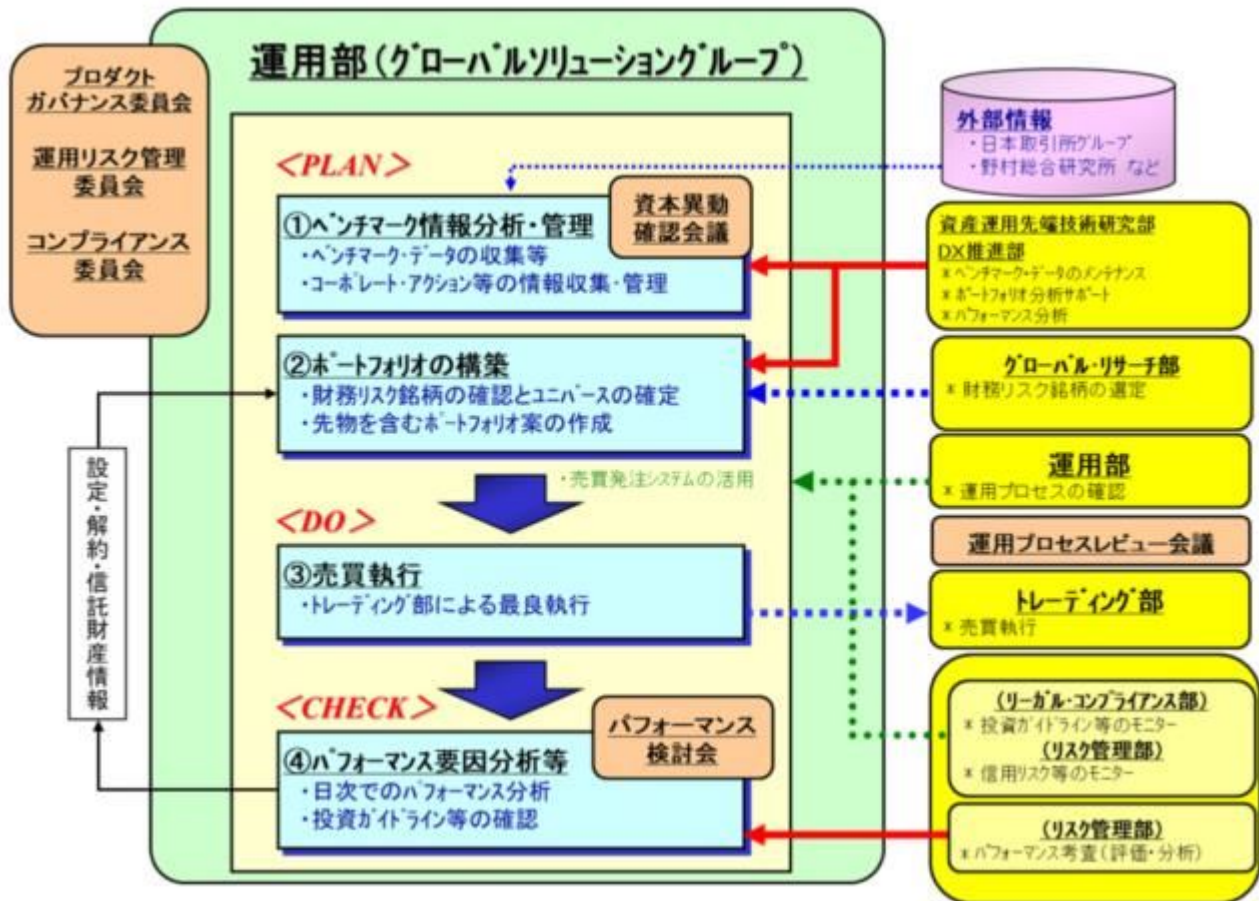 運用部(グローバルソリューショングループ)
プロダクト
ガバナンス委員会
運用リスク管理
委員会
コンプライアンス
委員会
<PLAN>
①ベンチマーク情報分析・管理
・ベンチマーク・データの収集等
・コーポレート・アクション等の情報収集・管理
資本異動
確認会議
②ポートフォリオの構築
・財務リスク銘柄の確認とユニバースの確定
・先物を含むポートフォリオ案の作成
・売買発注システムの活用
<DO>
③売買執行
・トレーディング部による最良執行
<CHECK>
④パフォーマンス要因分析等
・日次でのパフォーマンス分析
・投資ガイドライン等の確認
パフォーマンス
検討会
設定・解約・信託財産情報
外部情報
・日本取引所グループ
・野村総合研究所 など
資産運用先端技術研究部
DX推進部
*ベンチマーク・データのメンテナンス
*ポートフォリオ分析サポート
*パフォーマンス分析
グローバル・リサーチ部
* 財務リスク銘柄の選定
運用部
* 運用プロセスの確認
運用プロセスレビュー会議
トレーディング部
* 売買執行
(リーガル・コンプライアンス部)
* 投資ガイドライン等のモニター
(リスク管理部)
* 信用リスク等のモニター
(リスク管理部)
* パフォーマンス考査(評価・分析)